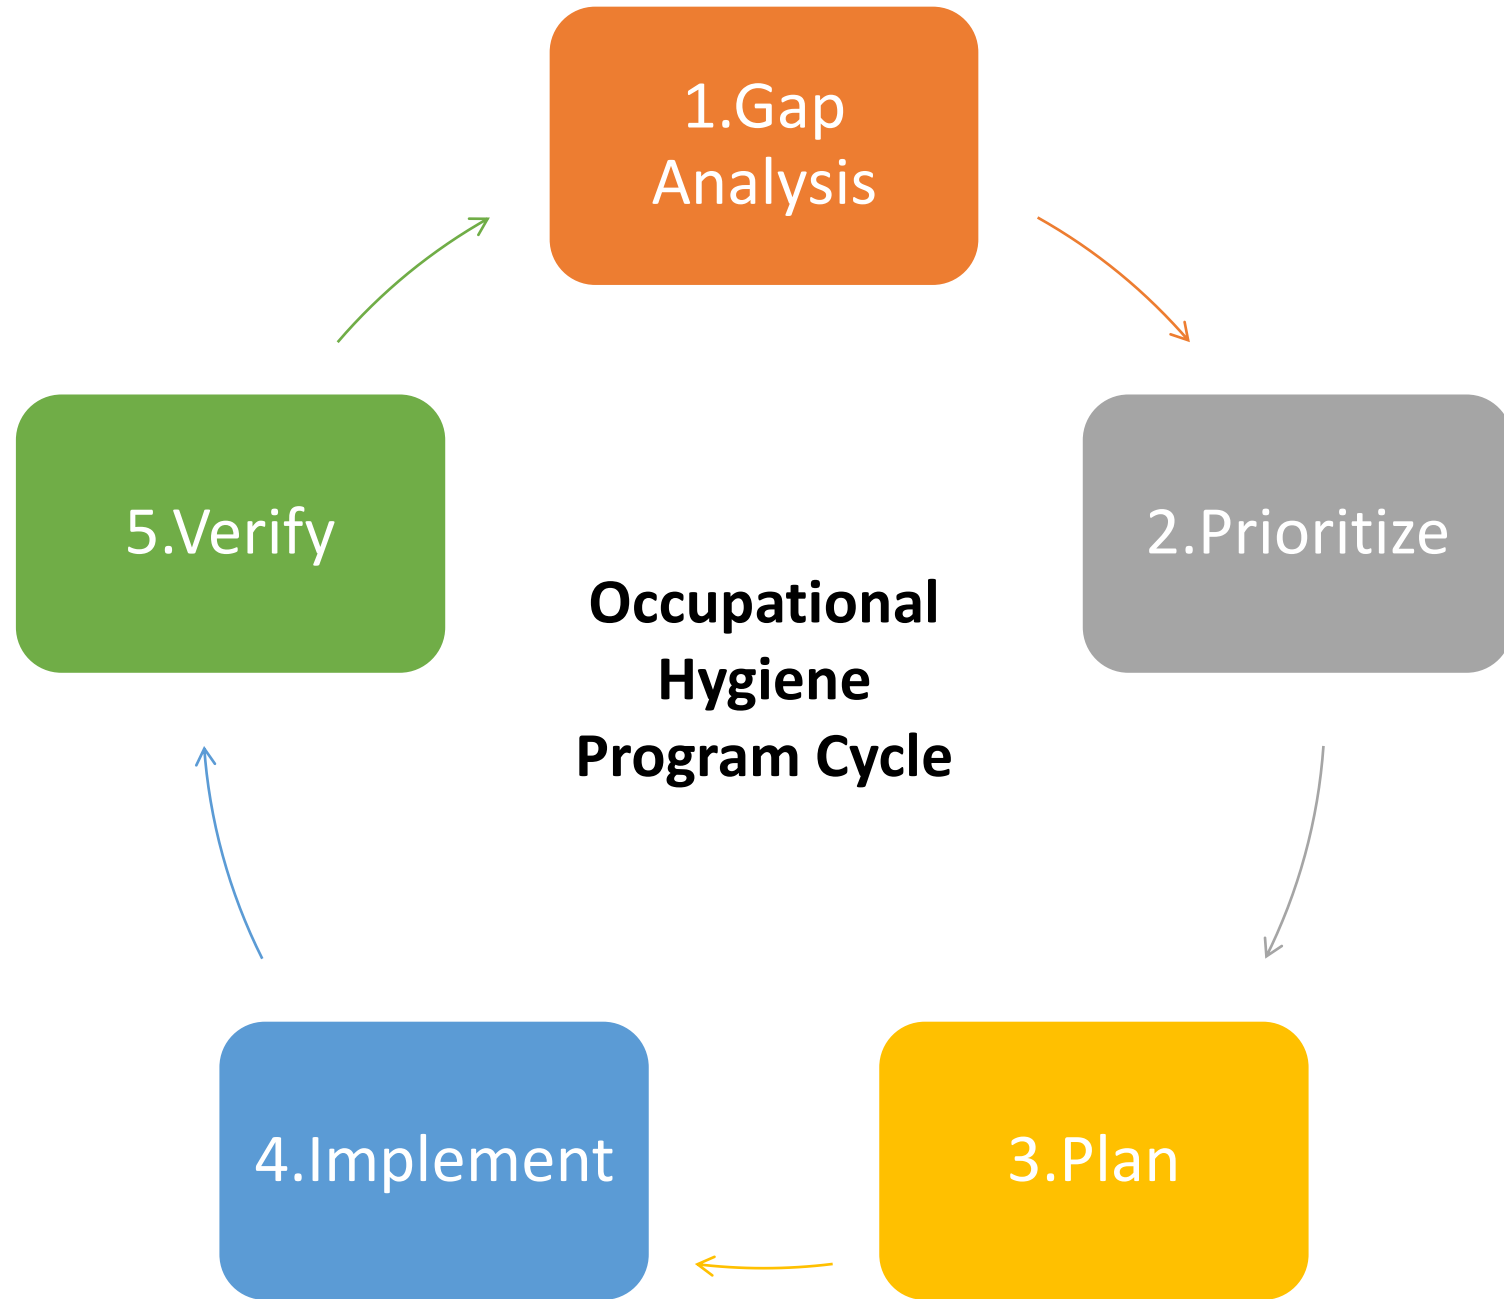 1.Gap
Analysis
2.Prioritize
3.Plan
4.Implement
5.Verify
Occupational
Hygiene
Program Cycle